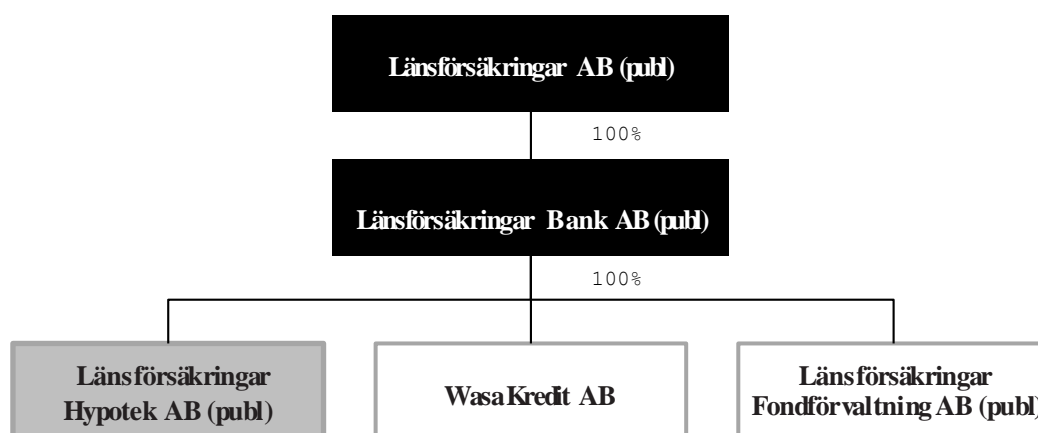 Länsförsäkringar AB (publ)
100%
Länsförsäkringar Bank AB (publ)
100%
Länsförsäkringar
Hypotek AB (publ)
Wasa Kredit AB
Länsförsäkringar
Fondförvaltning AB (publ)